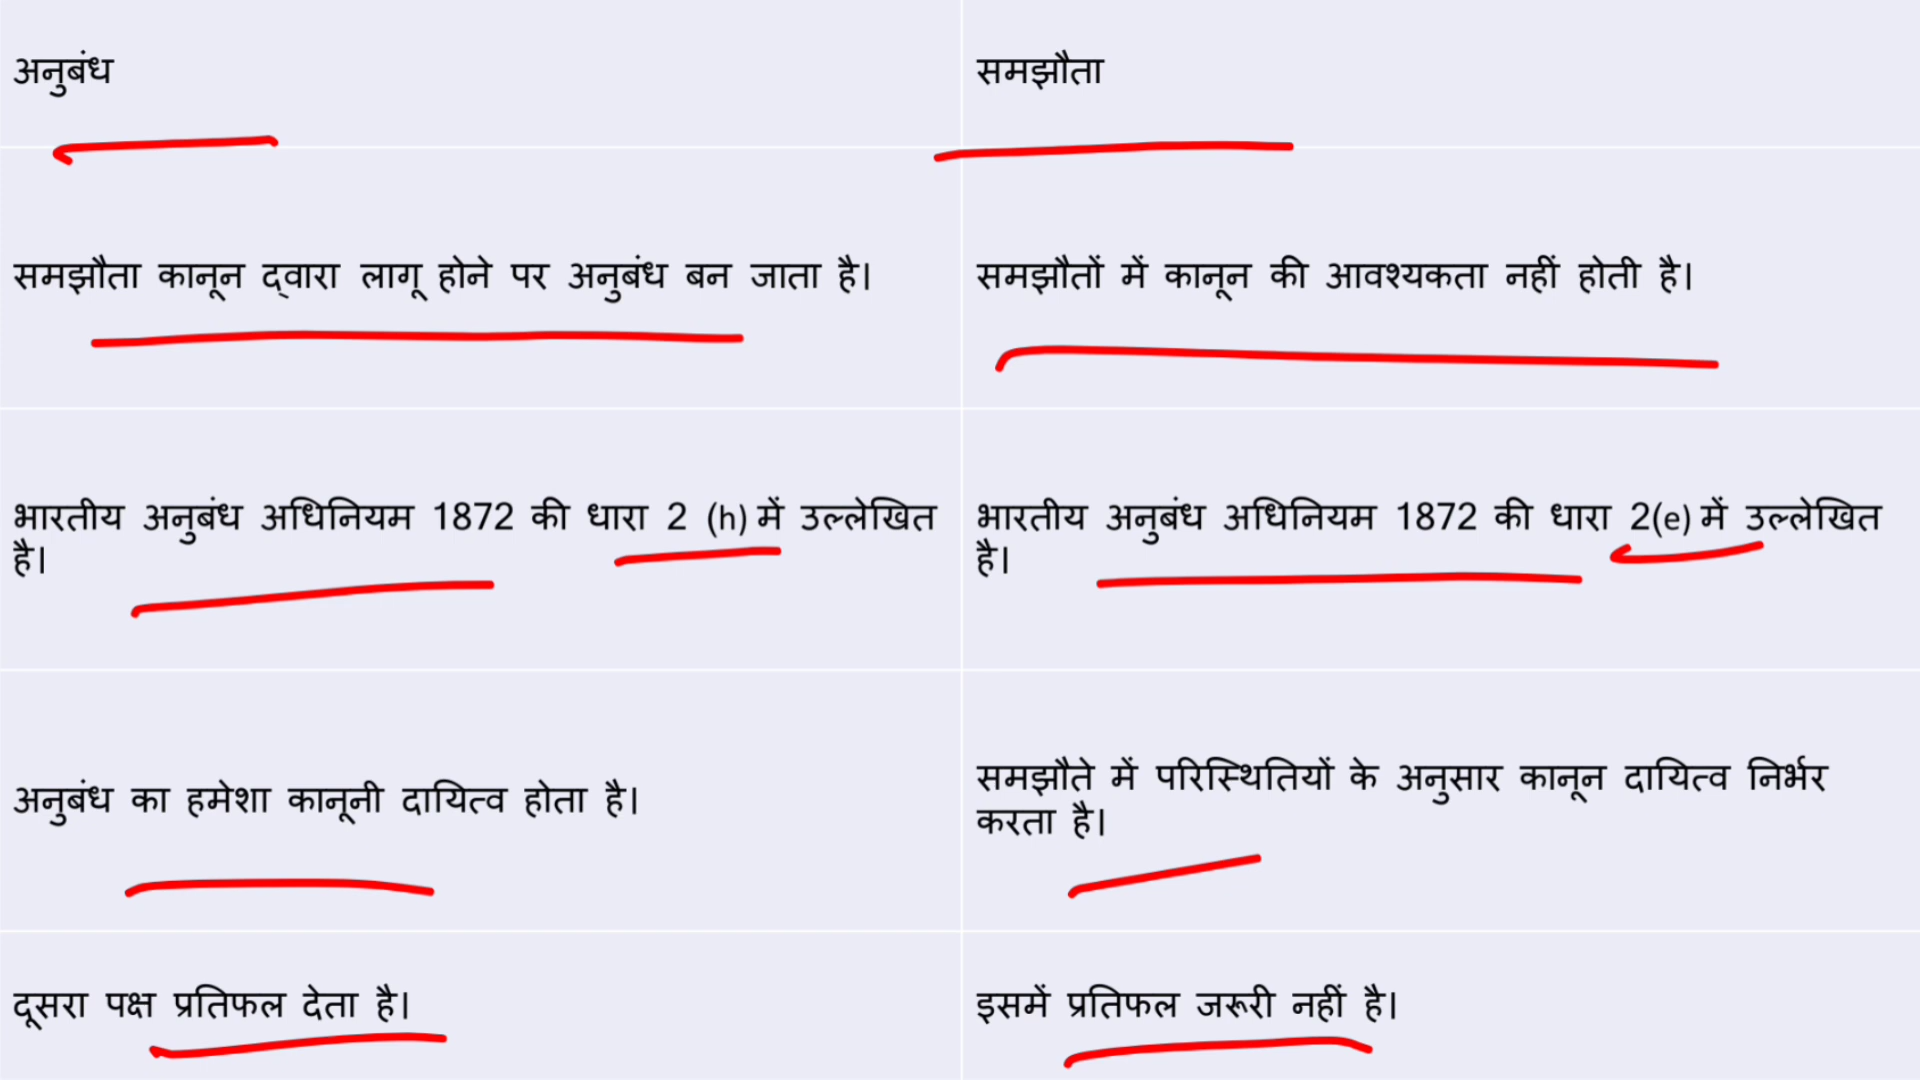 अनुबंध
समझौता
समझौता कानून द्वारा लागू होने पर अनुबंध बन जाता है।
समझौतों में कानून की आवश्यकता नहीं होती है।
भारतीय अनुबंध अधिनियम 1872 की धारा 2 (h) में उल्लेखित
है।
भारतीय अनुबंध अधिनियम 1872 की धारा 2(e) में उल्लेखित
है।
अनुबंध का हमेशा कानूनी दायित्व होता है।
समझौते में परिस्थितियों के अनुसार कानून दायित्व निर्भर
करता है।
दूसरा पक्ष प्रतिफल देता है।
इसमें प्रतिफल जरूरी नहीं है।